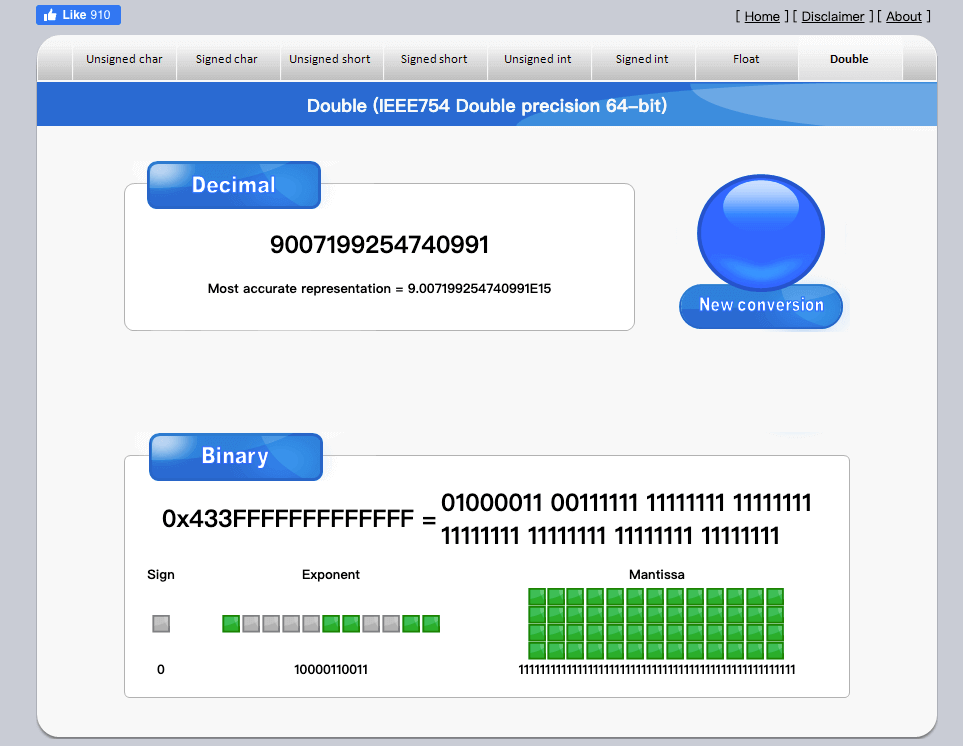 Like 910
[ Home ] [ Disclaimer ] [ About ]
Unsigned char Signed char Unsigned short Signed short Unsigned int Signed int Float Double
Double (IEEE754 Double precision 64-bit)
Decimal
9007199254740991
Most accurate representation = 9.007199254740991E15
New conversion
Binary
0x433FFFFFFFFFFFFF =
01000011 00111111 11111111 11111111
11111111 11111111 11111111 11111111
Sign Exponent Mantissa
0 10000110011 1111111111111111111111111111111111111111111111111111